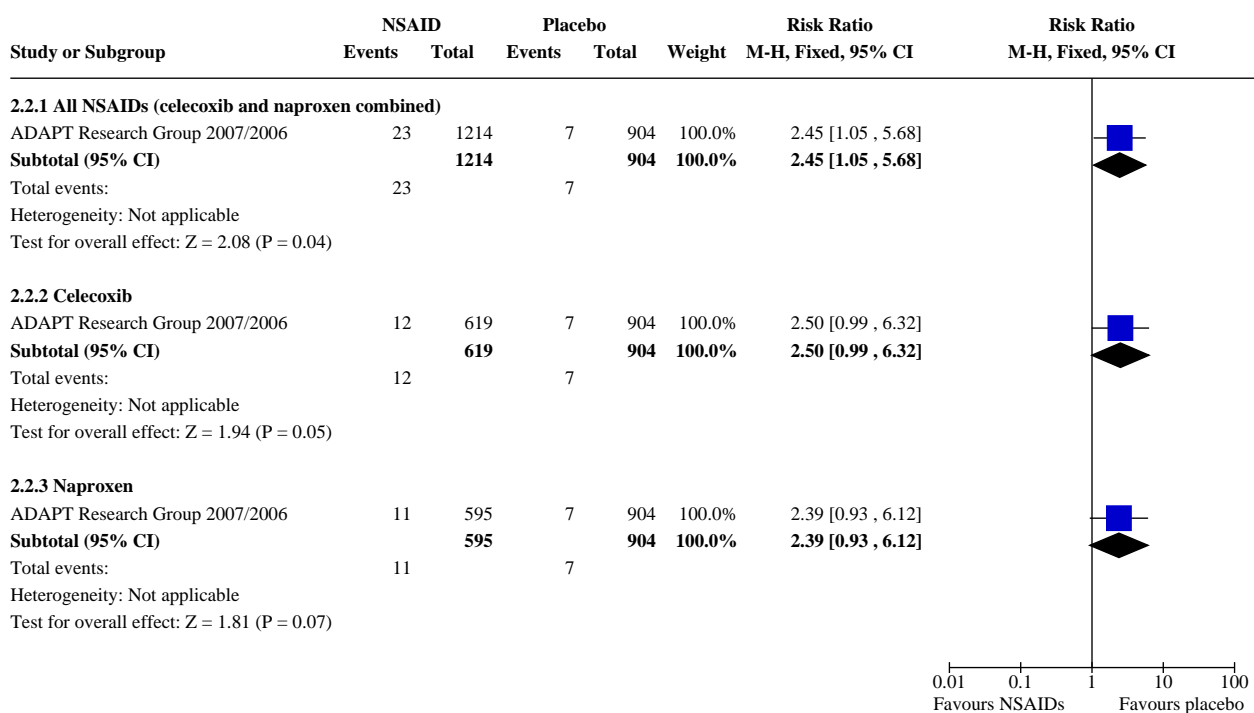 NSAID Placebo Risk Ratio Risk Ratio
Study or Subgroup Events Total Events Total Weight M-H, Fixed, 95% CI M-H, Fixed, 95% CI
2.2.1 All NSAIDs (celecoxib and naproxen combined)
ADAPT Research Group 2007/2006 23 1214 7 904 100.0% 2.45 [1.05 , 5.68]
Subtotal (95% CI) 1214 904 100.0% 2.45 [1.05 , 5.68]
Total events: 23 7
Heterogeneity: Not applicable
Test for overall effect: Z = 2.08 (P = 0.04)
2.2.2 Celecoxib
ADAPT Research Group 2007/2006 12 619 7 904 100.0% 2.50 [0.99 , 6.32]
Subtotal (95% CI) 619 904 100.0% 2.50 [0.99 , 6.32]
Total events: 12 7
Heterogeneity: Not applicable
Test for overall effect: Z = 1.94 (P = 0.05)
2.2.3 Naproxen
ADAPT Research Group 2007/2006 11 595 7 904 100.0% 2.39 [0.93 , 6.12]
Subtotal (95% CI) 595 904 100.0% 2.39 [0.93 , 6.12]
Total events: 11 7
Heterogeneity: Not applicable
Test for overall effect: Z = 1.81 (P = 0.07)
0.01 0.1 1 10 100
Favours NSAIDs Favours placebo